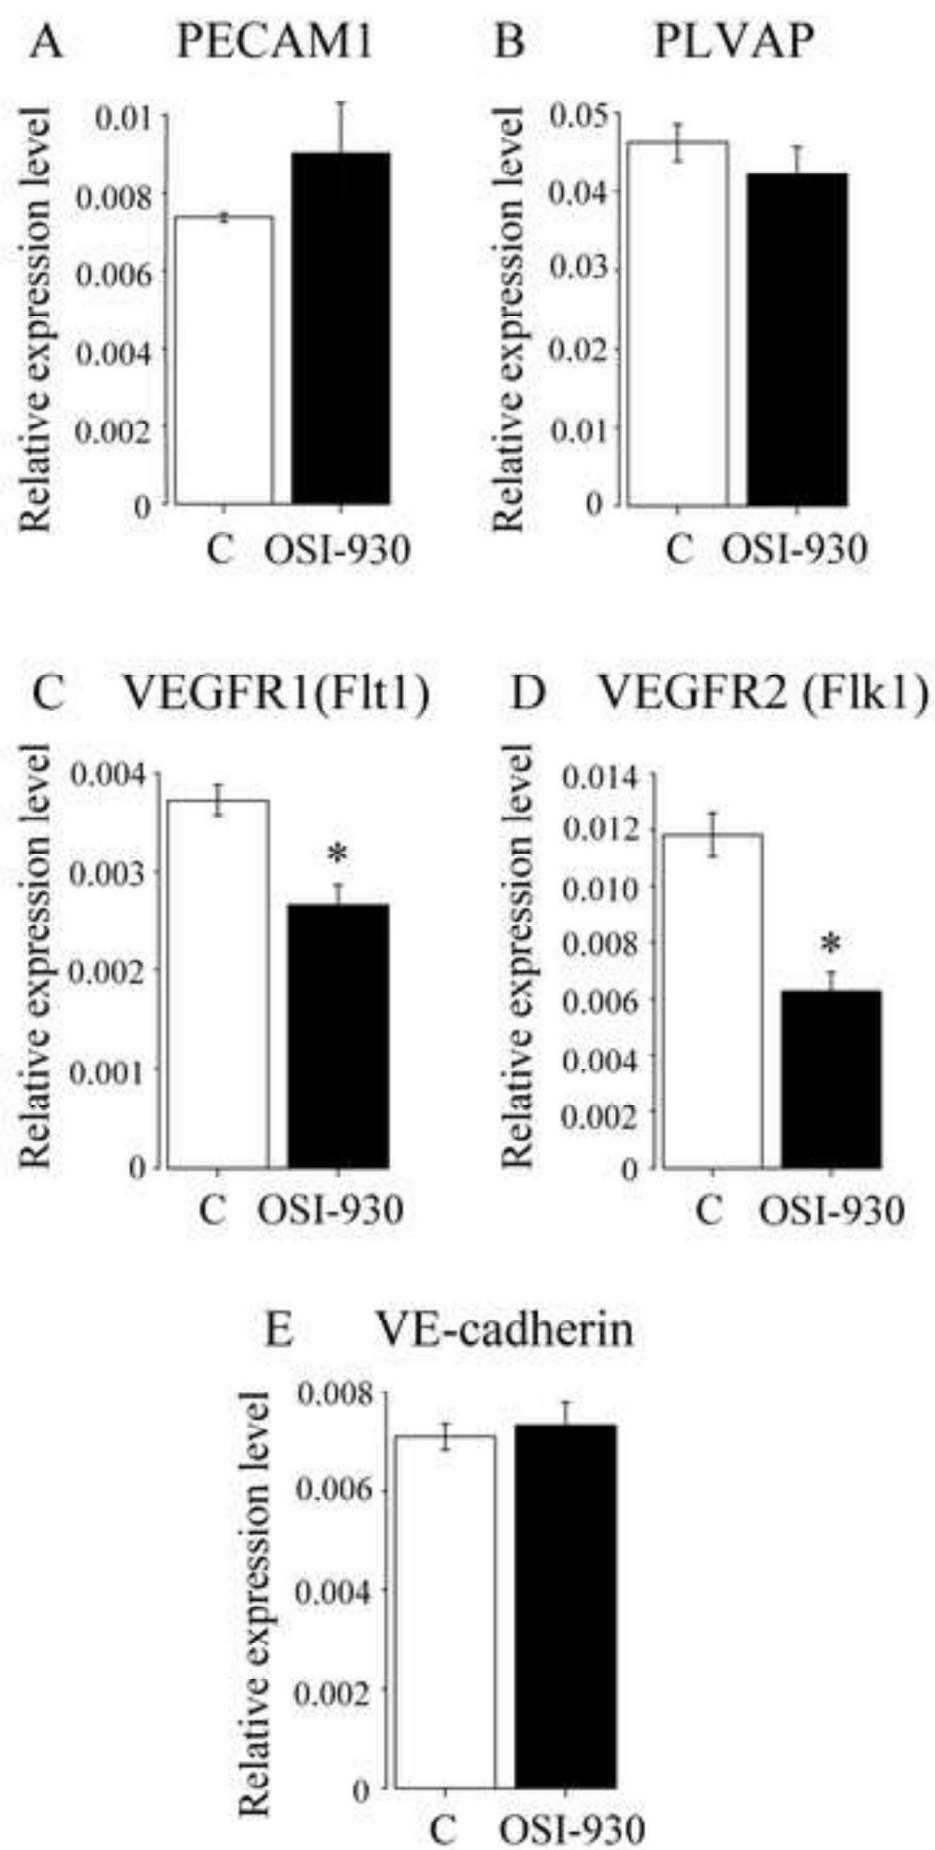 A PECAM1
B PLVAP
Relative expression level
0.01
0.008
0.006
0.004
0.002
0
C OSI-930
Relative expression level
0.05
0.04
0.03
0.02
0.01
0
C OSI-930
C VEGFR1(Flt1)
D VEGFR2 (Flk1)
Relative expression level
0.004
0.003
0.002
0.001
0
*
C OSI-930
Relative expression level
0.014
0.012
0.010
0.008
0.006
0.004
0.002
0
*
C OSI-930
E VE-cadherin
Relative expression level
0.008
0.006
0.004
0.002
0
C OSI-930